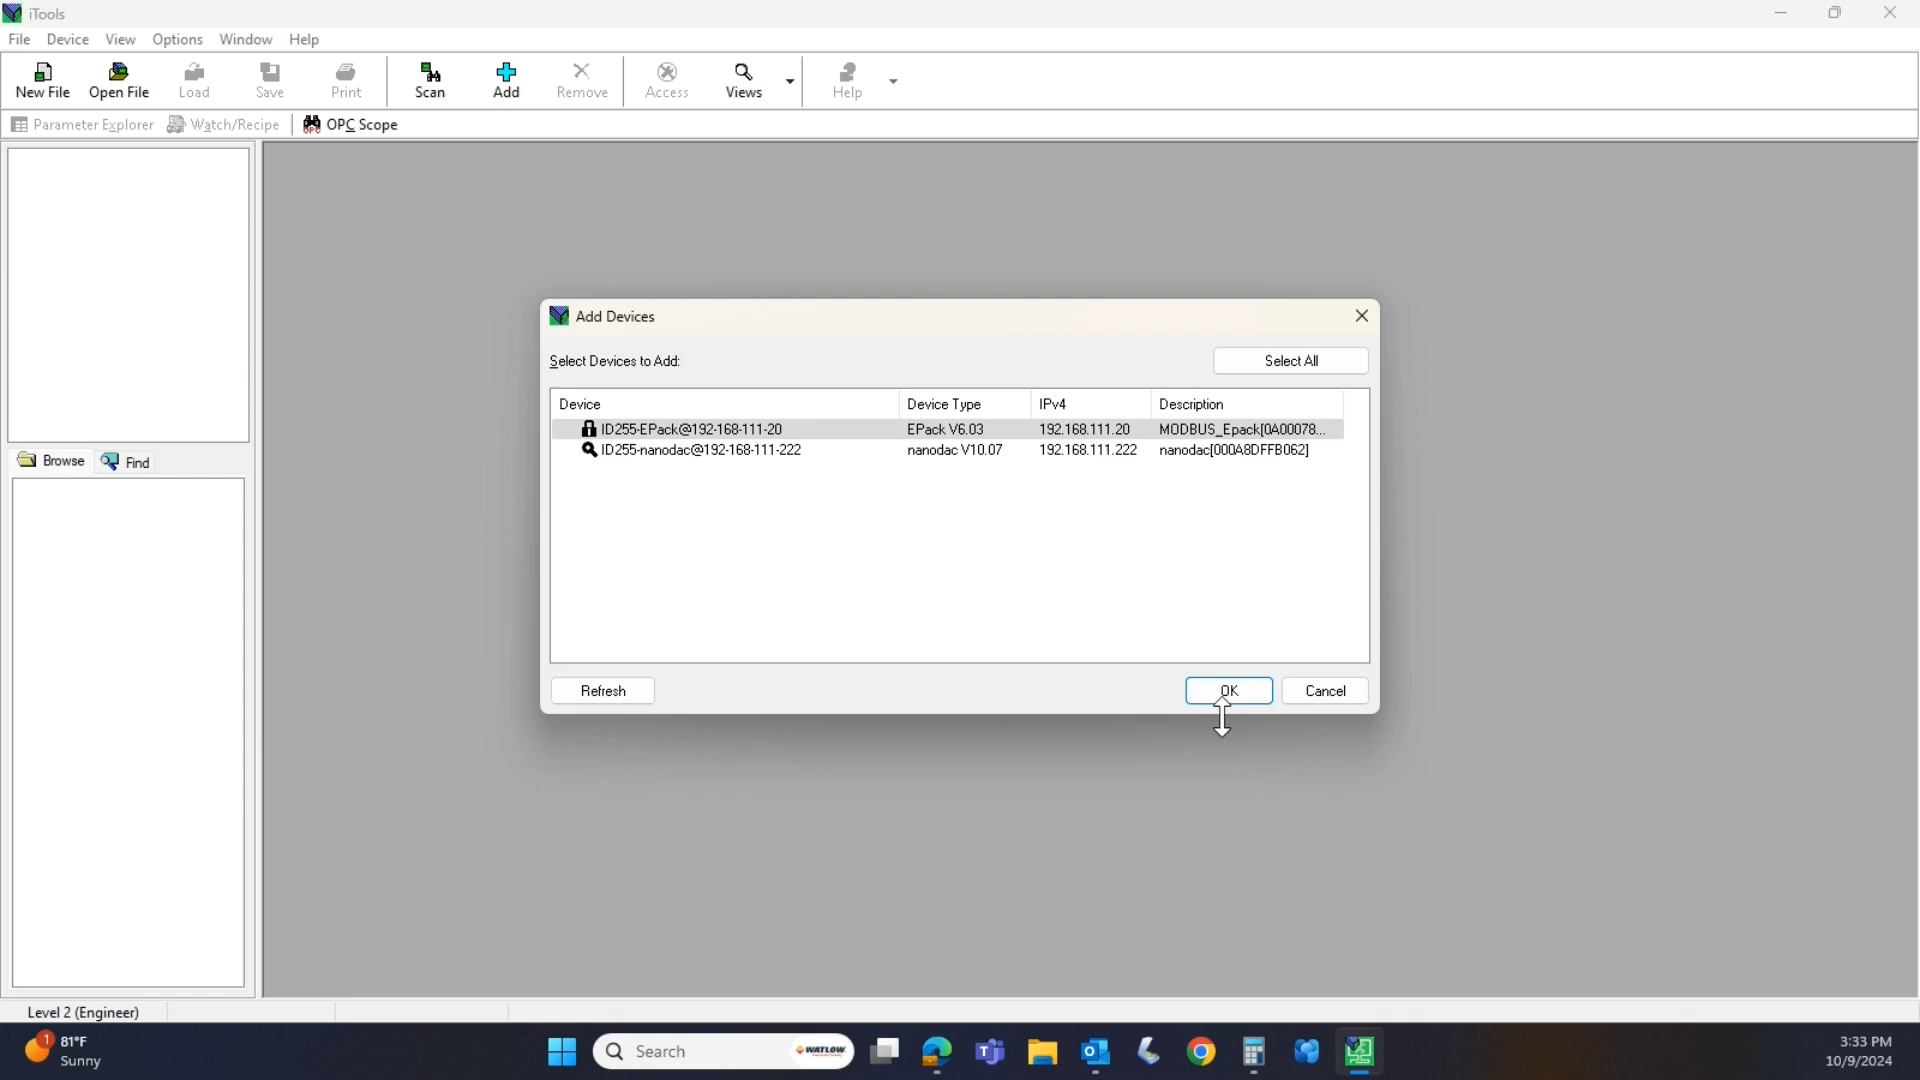 iTools
File Device View Options Window Help
New File Open File Load Save Print Scan Add Remove Access Views Help
Parameter Explorer Watch/Recipe OPC Scope
Add Devices
Select Devices to Add: Select All
Device Device Type IPv4 Description
ID255-EPack@192-168-111-20 EPack V6.03 192.168.111.20 MODBUS_Epack[0A00078...
ID255-nanodac@192-168-111-222 nanodac V10.07 192.168.111.222 nanodac[000A8DFFB062]
Browse Find
Refresh OK Cancel
Level 2 (Engineer)
1 81°F
Sunny
Search WATLOW
3:33 PM
10/9/2024